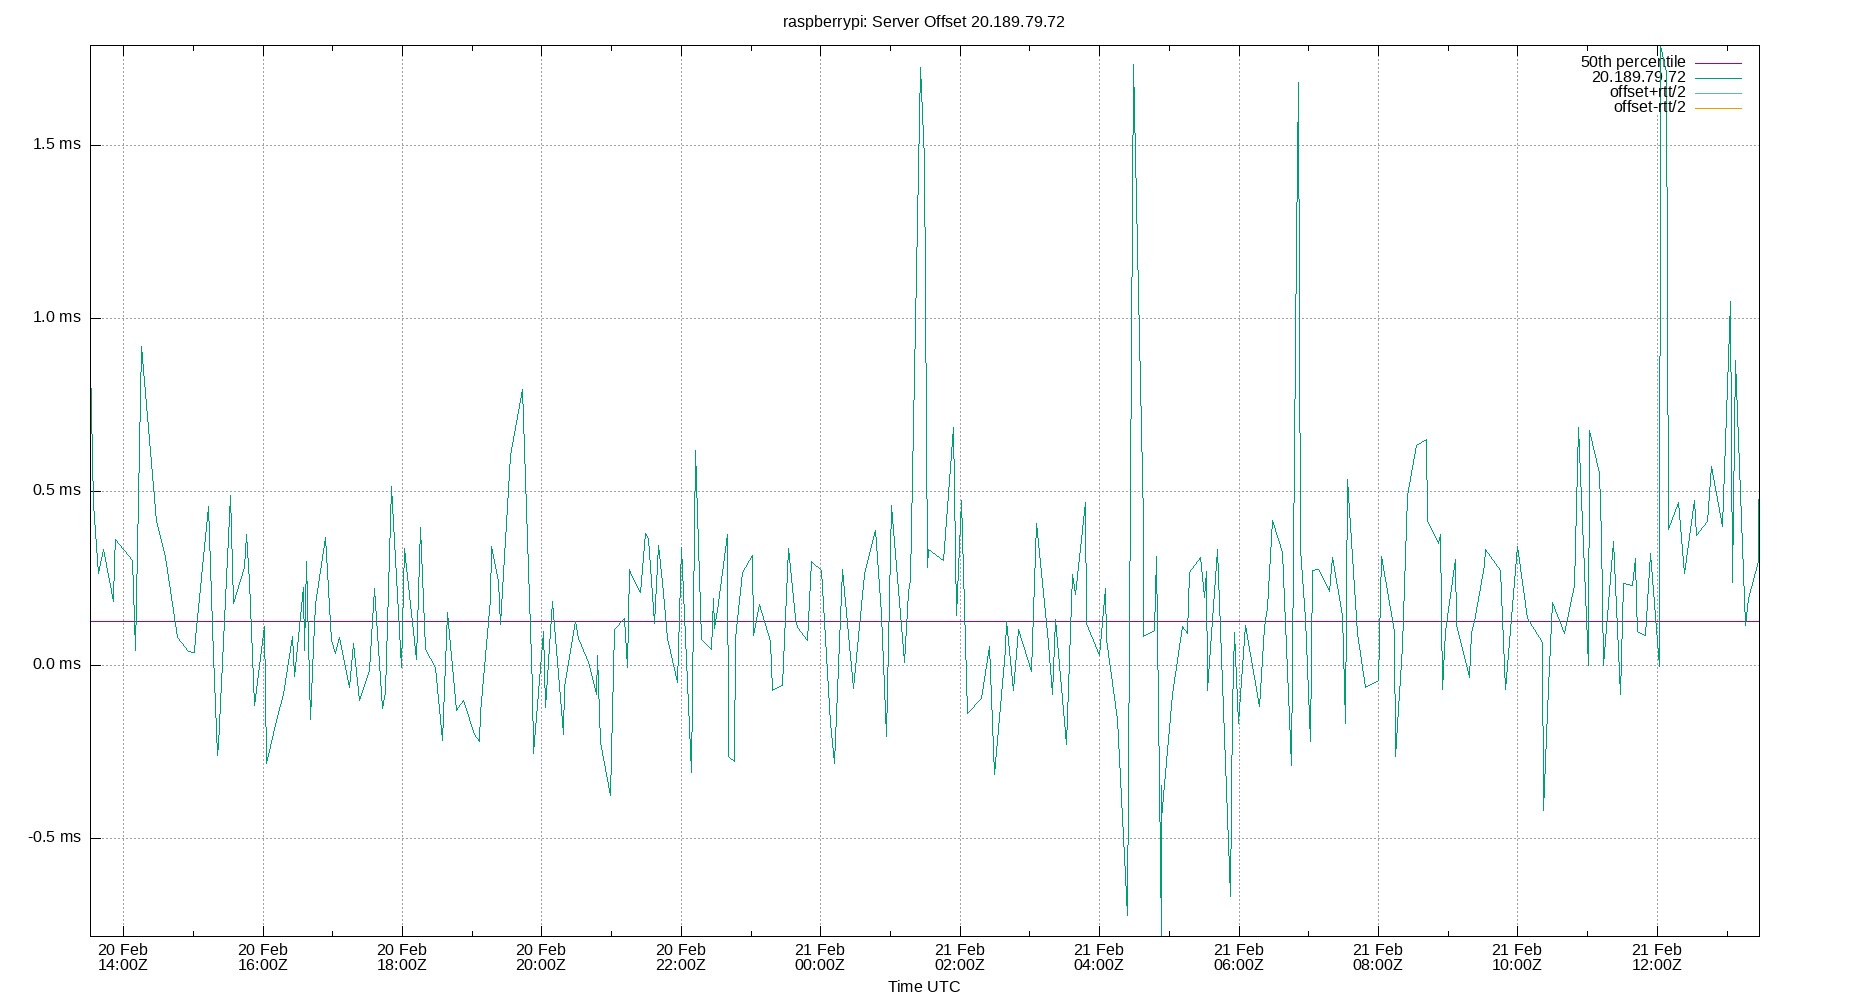 raspberrypi: Server Offset 20.189.79.72
50th percentile
20.189.79.72
offset+rtt/2
offset-rtt/2
1.5 ms
1.0 ms
0.5 ms
0.0 ms
-0.5 ms
20 Feb 20 Feb 20 Feb 20 Feb 20 Feb 21 Feb 21 Feb 21 Feb 21 Feb 21 Feb 21 Feb 21 Feb
14:00Z 16:00Z 18:00Z 20:00Z 22:00Z 00:00Z 02:00Z 04:00Z 06:00Z 08:00Z 10:00Z 12:00Z
Time UTC